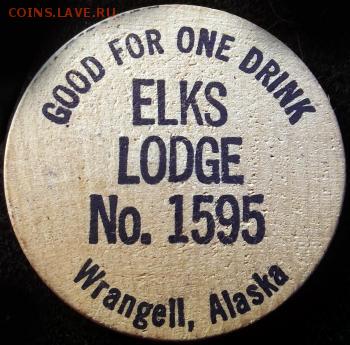 COINS.LAVE.RU
GOOD FOR ONE DRINK
ELKS
LODGE
No. 1595
Wrangell, Alaska